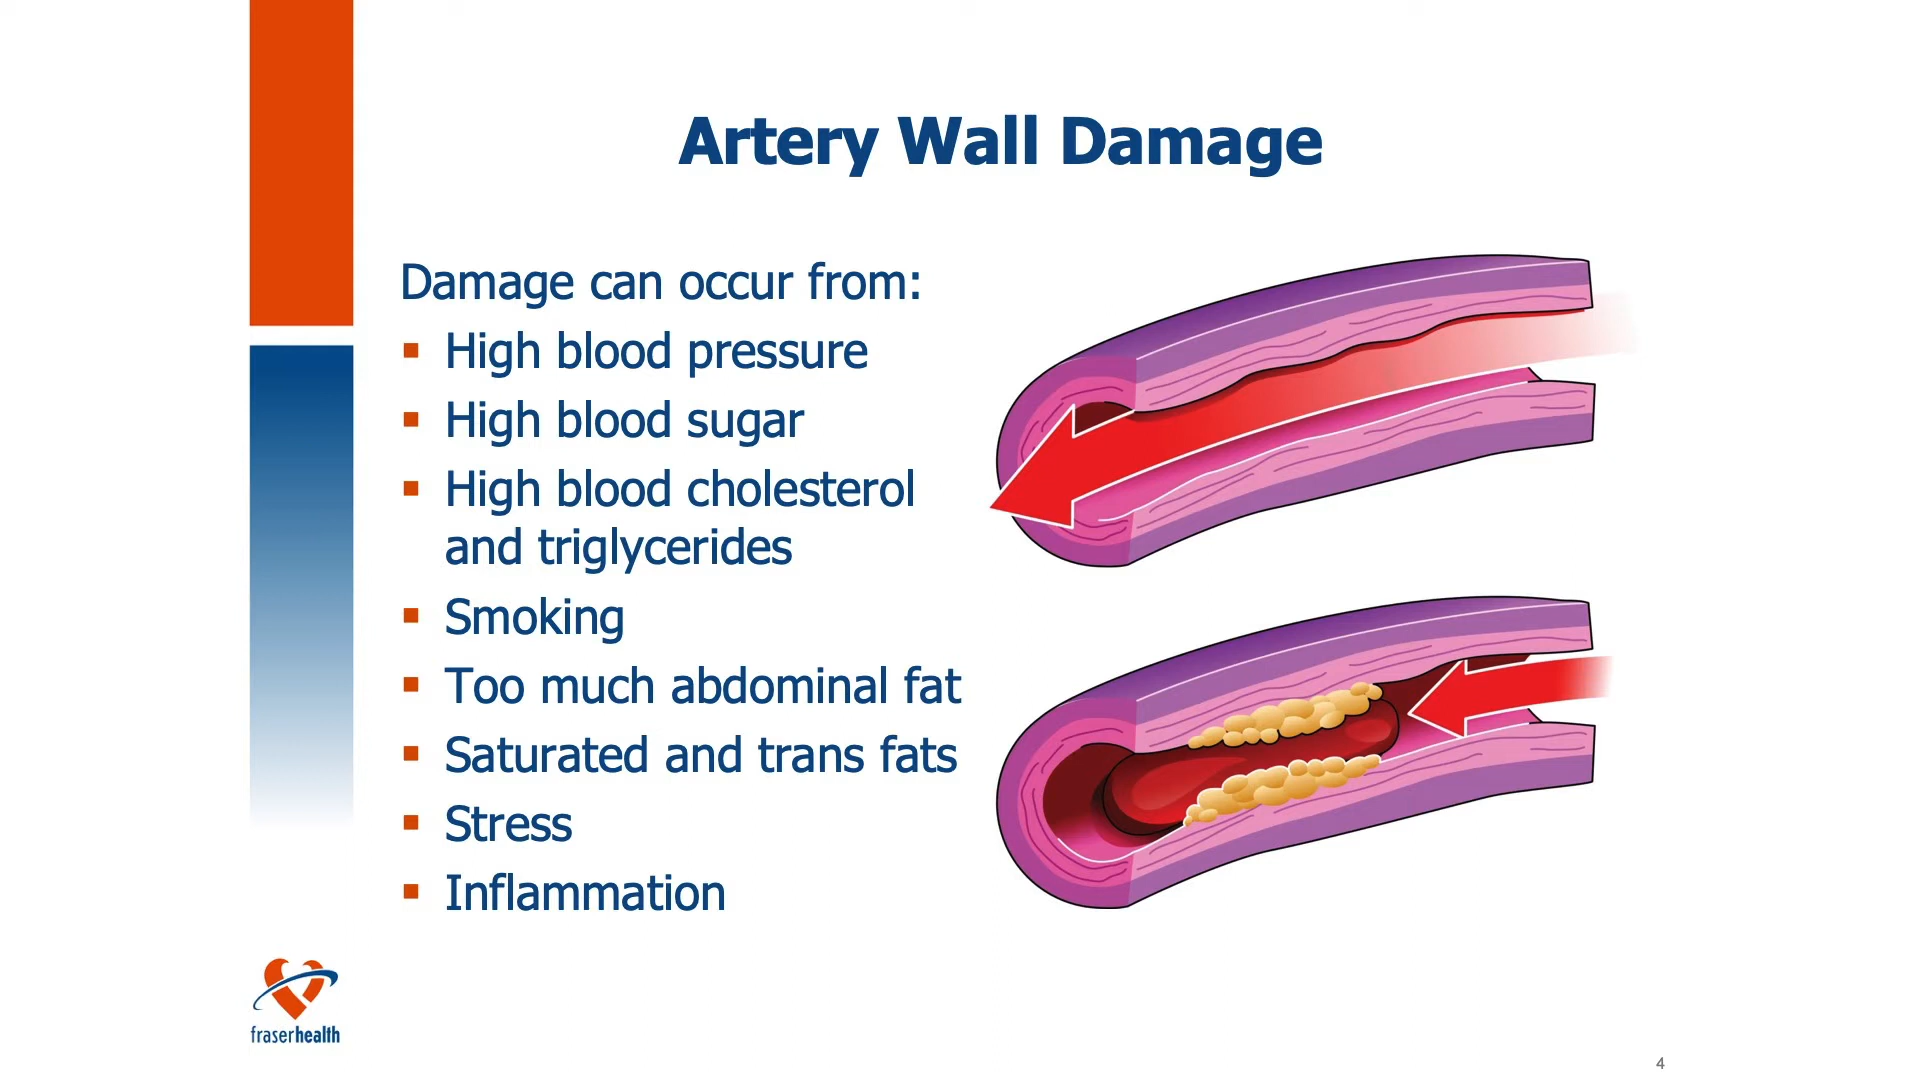 Artery Wall Damage
Damage can occur from:
▪ High blood pressure
▪ High blood sugar
▪ High blood cholesterol
and triglycerides
▪ Smoking
▪ Too much abdominal fat
▪ Saturated and trans fats
▪ Stress
▪ Inflammation
fraserhealth
4